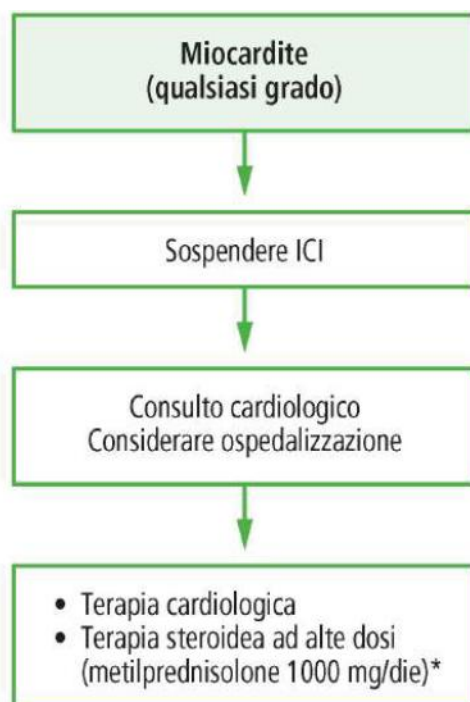 Miocardite
(qualsiasi grado)
Sospendere ICI
Consulto cardiologico
Considerare ospedalizzazione
• Terapia cardiologica
• Terapia steroidea ad alte dosi
(metilprednisolone 1000 mg/die)*